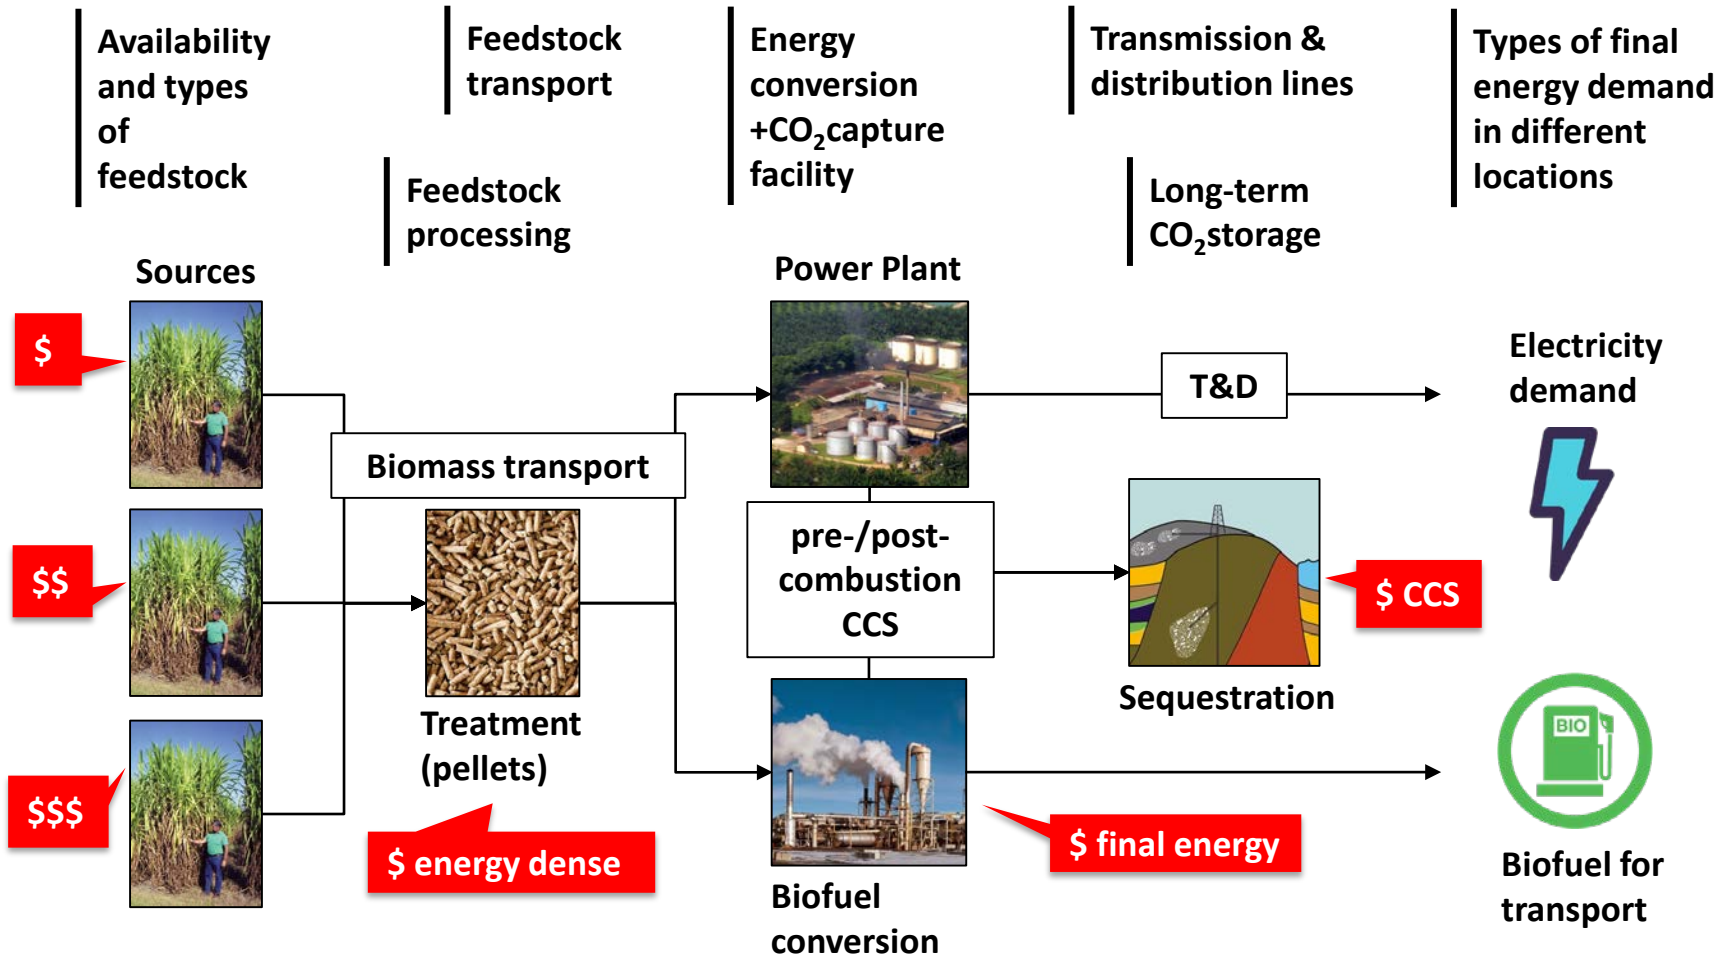 Availability
and types
of
feedstock
Feedstock
transport
Feedstock
processing
Energy
conversion
+CO₂capture
facility
Transmission &
distribution lines
Long-term
CO₂storage
Types of final
energy demand
in different
locations
Sources
$
$$
$$$
Biomass transport
Treatment
(pellets)
$ energy dense
Power Plant
pre-/post-
combustion
CCS
Biofuel
conversion
$ final energy
T&D
Sequestration
$ CCS
Electricity
demand
BIO
Biofuel for
transport